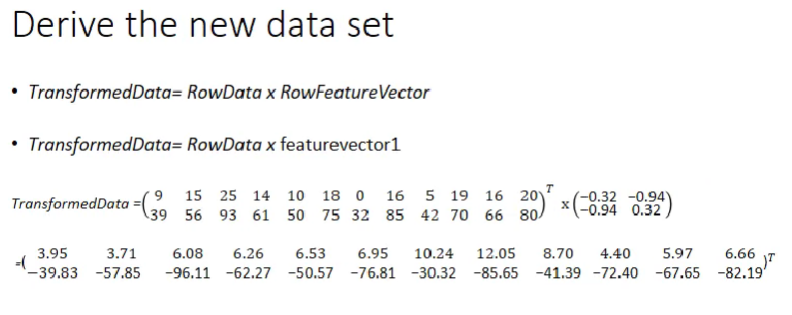 Derive the new data set
• TransformedData= RowData x RowFeatureVector
• TransformedData= RowData x featurevector1
TransformedData =( 9 15 25 14 10 18 0 16 5 19 16 20 )T x (-0.32 -0.94)
39 56 93 61 50 75 32 85 42 70 66 80 -0.94 0.32
=( 3.95 3.71 6.08 6.26 6.53 6.95 10.24 12.05 8.70 4.40 5.97 6.66 )T
-39.83 -57.85 -96.11 -62.27 -50.57 -76.81 -30.32 -85.65 -41.39 -72.40 -67.65 -82.19